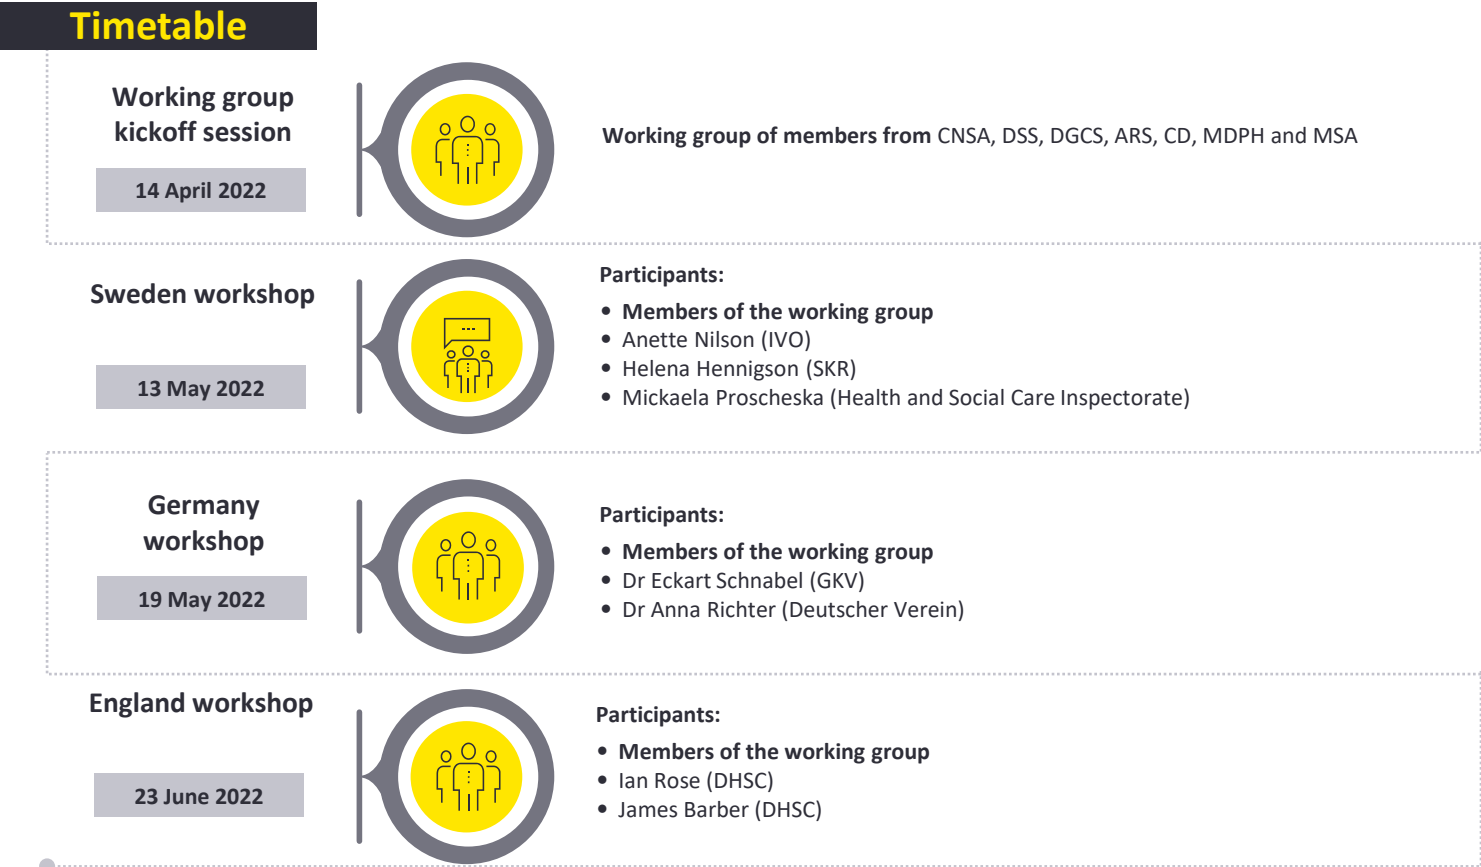 Timetable
Working group
kickoff session
14 April 2022
Working group of members from CNSA, DSS, DGCS, ARS, CD, MDPH and MSA
Sweden workshop
13 May 2022
Participants:
• Members of the working group
• Anette Nilson (IVO)
• Helena Hennigson (SKR)
• Mickaela Proscheska (Health and Social Care Inspectorate)
Germany
workshop
19 May 2022
Participants:
• Members of the working group
• Dr Eckart Schnabel (GKV)
• Dr Anna Richter (Deutscher Verein)
England workshop
23 June 2022
Participants:
• Members of the working group
• Ian Rose (DHSC)
• James Barber (DHSC)